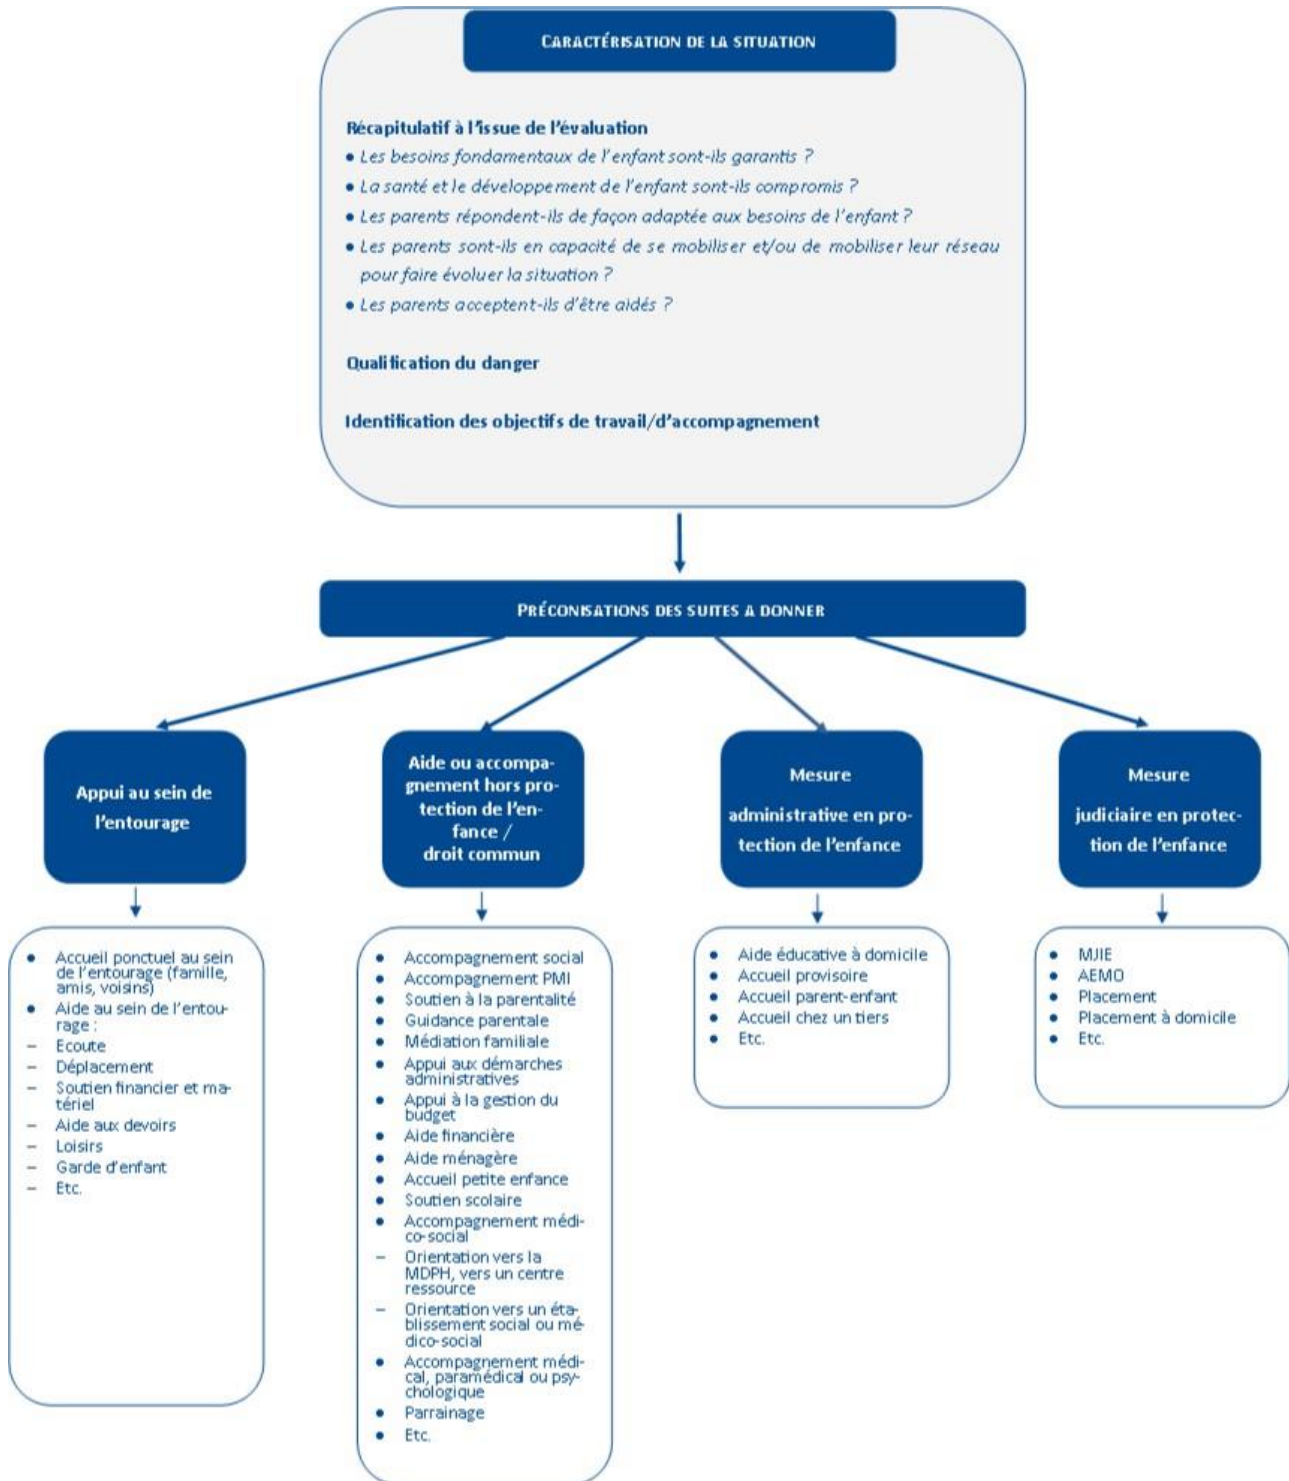 CARACTÉRISATION DE LA SITUATION
Récapitulatif à l'issue de l'évaluation
• Les besoins fondamentaux de l'enfant sont-ils garantis ?
• La santé et le développement de l'enfant sont-ils compromis ?
• Les parents répondent-ils de façon adaptée aux besoins de l'enfant ?
• Les parents sont-ils en capacité de se mobiliser et/ou de mobiliser leur réseau
pour faire évoluer la situation ?
• Les parents acceptent-ils d'être aidés ?
Qualification du danger
Identification des objectifs de travail/d'accompagnement
PRÉCONISATIONS DES SUITES A DONNER
Appui au sein de
l'entourage
• Accueil ponctuel au sein
de l'entourage (famille,
amis, voisins)
• Aide au sein de l'entou-
rage :
– Ecoute
– Déplacement
– Soutien financier et ma-
tériel
– Aide aux devoirs
– Loisirs
– Garde d'enfant
– Etc.
Aide ou accompa-
gnement hors pro-
tection de l'en-
fance /
droit commun
• Accompagnement social
• Accompagnement PMI
• Soutien à la parentalité
• Guidance parentale
• Médiation familiale
• Appui aux démarches
administratives
• Appui à la gestion du
budget
• Aide financière
• Aide ménagère
• Accueil petite enfance
• Soutien scolaire
• Accompagnement médi-
co-social
– Orientation vers la
MDPH, vers un centre
ressource
– Orientation vers un éta-
blissement social ou mé-
dico-social
• Accompagnement médi-
cal, paramédical ou psy-
chologique
• Parrainage
• Etc.
Mesure
administrative en pro-
tection de l'enfance
• Aide éducative à domicile
• Accueil provisoire
• Accueil parent-enfant
• Accueil chez un tiers
• Etc.
Mesure
judiciaire en protec-
tion de l'enfance
• MJIE
• AEMO
• Placement
• Placement à domicile
• Etc.